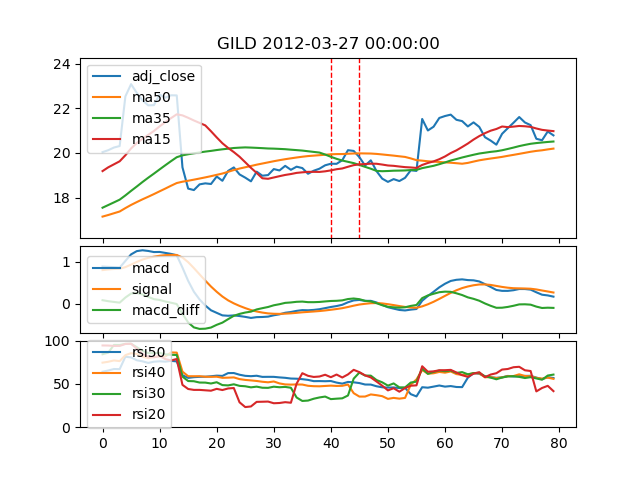 GILD 2012-03-27 00:00:00
24
22
20
18
adj_close
ma50
ma35
ma15
1
0
macd
signal
macd_diff
100
50
0
rsi50
rsi40
rsi30
rsi20
0 10 20 30 40 50 60 70 80